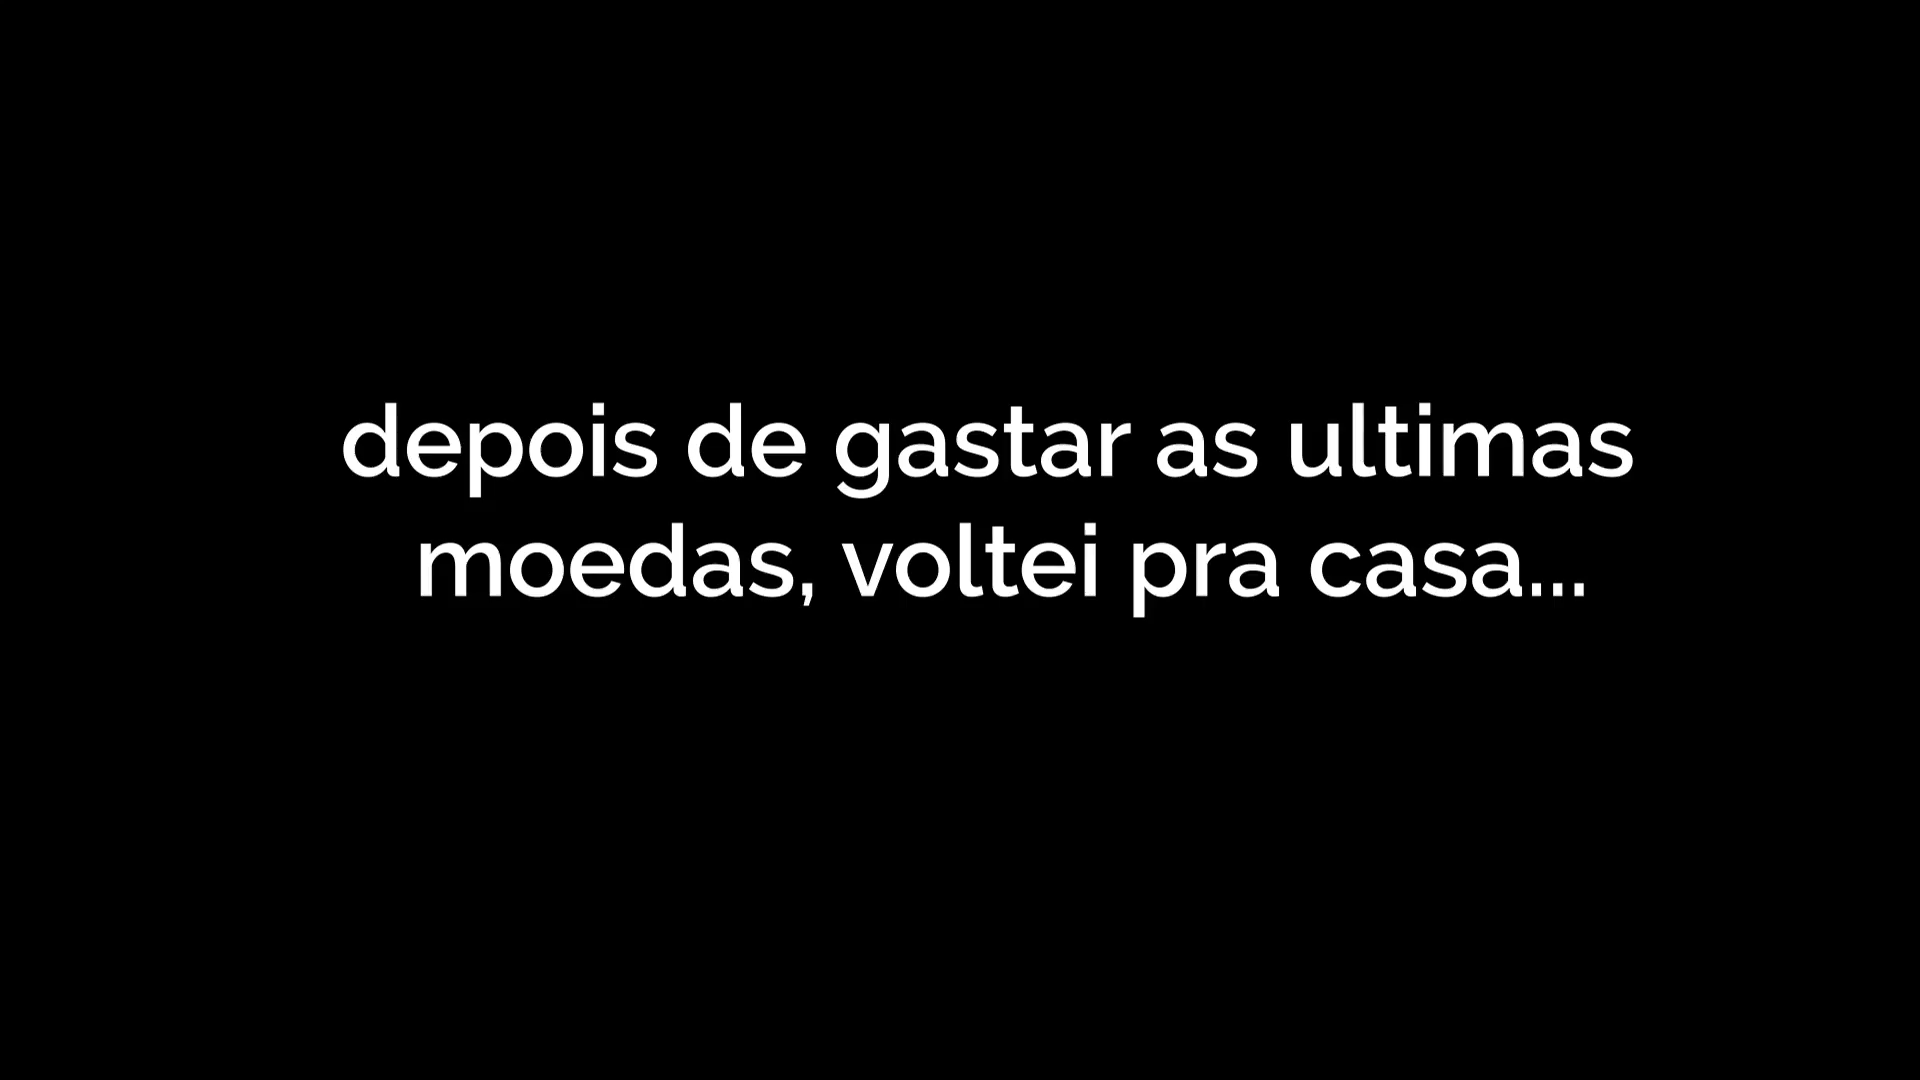 depois de gastar as ultimas
moedas, voltei pra casa...